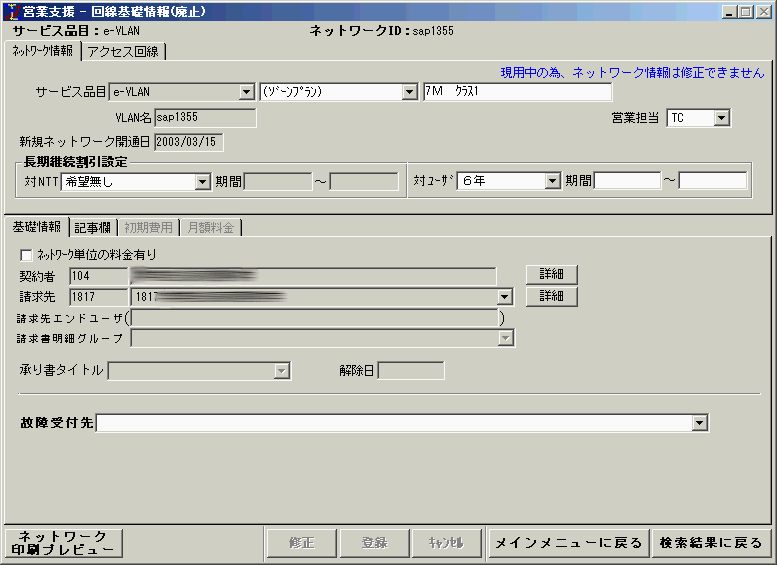 営業支援 - 回線基礎情報(廃止)
サービス品目：e-VLAN ネットワークID：sap1355
ﾈｯﾄﾜｰｸ情報 アクセス回線
現用中の為、ネットワーク情報は修正できません
サービス品目 e-VLAN (ｿﾞｰﾝﾌﾟﾗﾝ) 7M ｸﾗｽ1
VLAN名 sap1355 営業担当 TC
新規ネットワーク開通日 2003/03/15
長期継続割引設定
対NTT 希望無し 期間 ～ 対ﾕｰｻﾞ 6年 期間 ～
基礎情報 記事欄 初期費用 月額料金
ﾈｯﾄﾜｰｸ単位の料金有り
契約者 104 詳細
請求先 1817 1817 詳細
請求先エンドユーザ( )
請求書明細グループ
承り書タイトル 解除日
故障受付先
ネットワーク
印刷プレビュー 修正 登録 ｷｬﾝｾﾙ メインメニューに戻る 検索結果に戻る